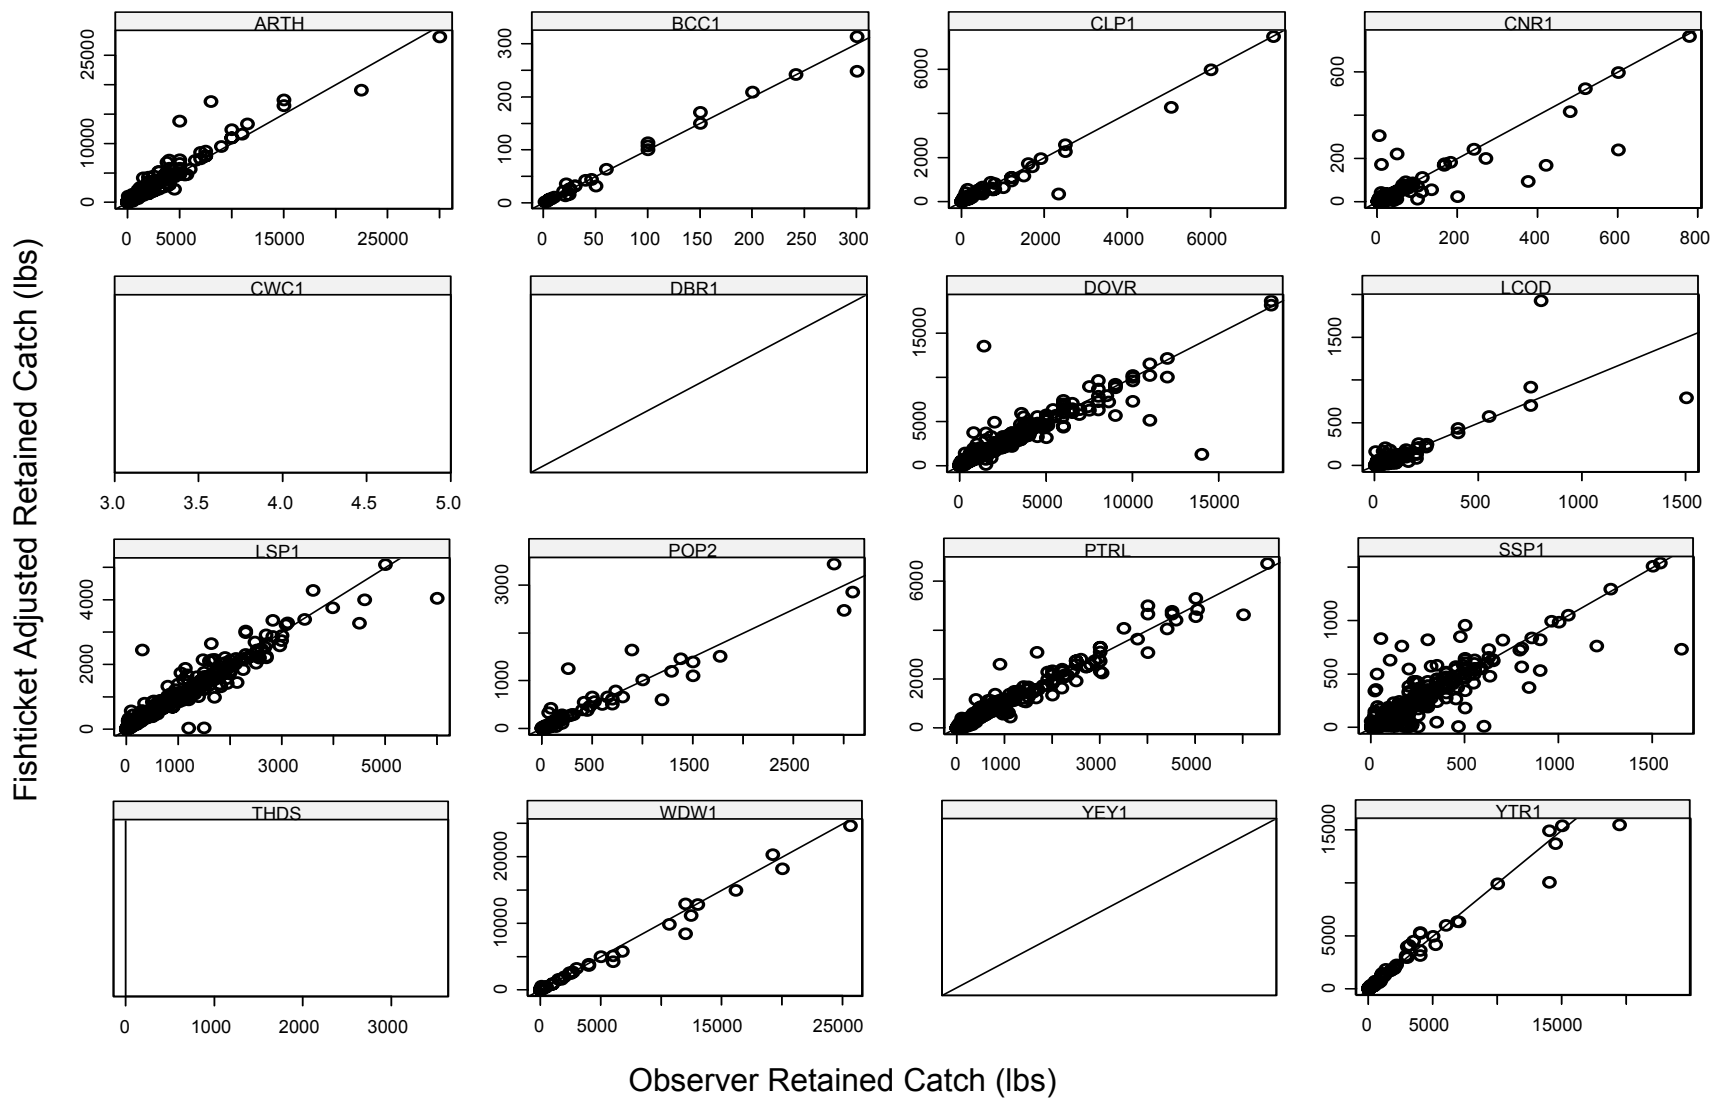 ARTH BCC1 CLP1 CNR1
0 10000 25000
0 5000 15000 25000
0 100 200 300
0 50 100 150 200 250 300
0 2000 6000
0 2000 4000 6000
0 200 600
0 200 400 600 800
CWC1 DBR1 DOVR LCOD
3.0 3.5 4.0 4.5 5.0
0 5000 15000
0 5000 10000 15000
0 500 1500
0 500 1000 1500
Fishticket Adjusted Retained Catch (lbs)
LSP1 POP2 PTRL SSP1
0 2000 4000
0 1000 3000 5000
0 1000 3000
0 500 1500 2500
0 2000 6000
0 1000 3000 5000
0 500 1000
0 500 1000 1500
THDS WDW1 YEY1 YTR1
0 1000 2000 3000
0 10000 20000
0 5000 15000 25000
0 5000 15000
0 5000 15000
Observer Retained Catch (lbs)